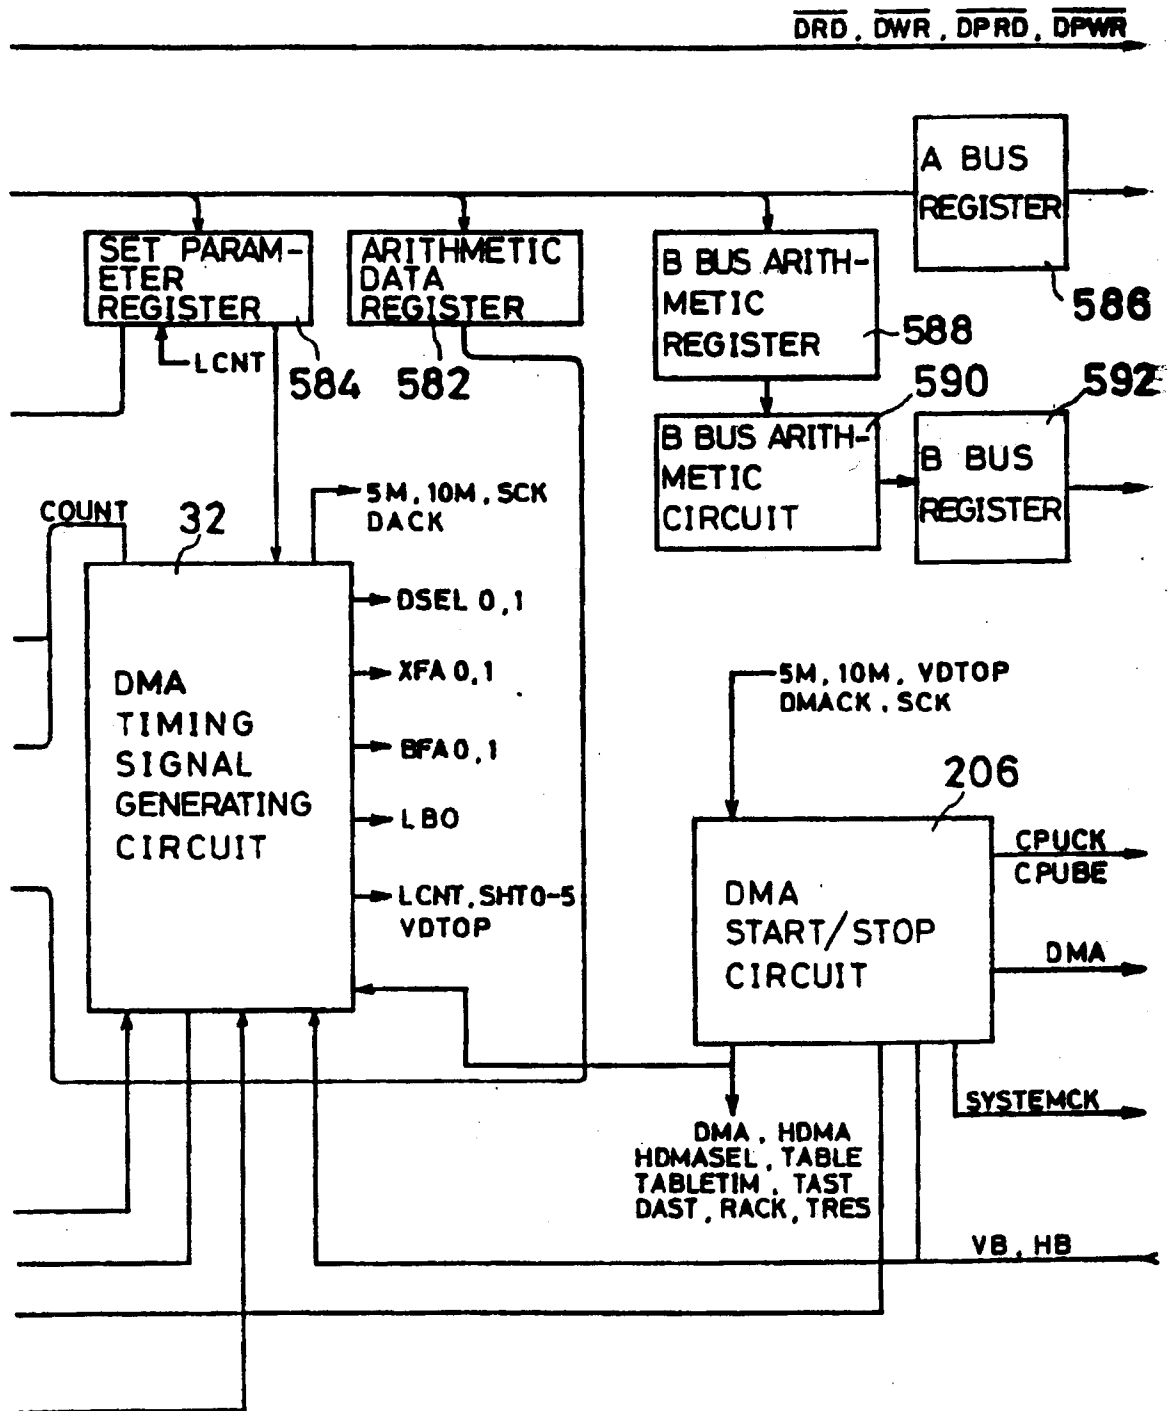 D̅R̅D̅, D̅W̅R̅, D̅P̅R̅D̅, D̅P̅W̅R̅
A BUS
REGISTER
586
SET PARAM-
ETER
REGISTER
584
LCNT
ARITHMETIC
DATA
REGISTER
582
B BUS ARITH-
METIC
REGISTER
588
B BUS ARITH-
METIC
CIRCUIT
590
B BUS
REGISTER
592
COUNT
32
5M, 10M, SCK
DACK
DMA
TIMING
SIGNAL
GENERATING
CIRCUIT
DSEL 0,1
XFA 0,1
BFA 0,1
LBO
LCNT, SHT0-5
VDTOP
5M, 10M, VDTOP
DMACK, SCK
206
DMA
START/STOP
CIRCUIT
CPUCK
CPUBE
DMA
SYSTEMCK
DMA, HDMA
HDMASEL, TABLE
TABLETIM, TAST
DAST, RACK, TRES
VB, HB